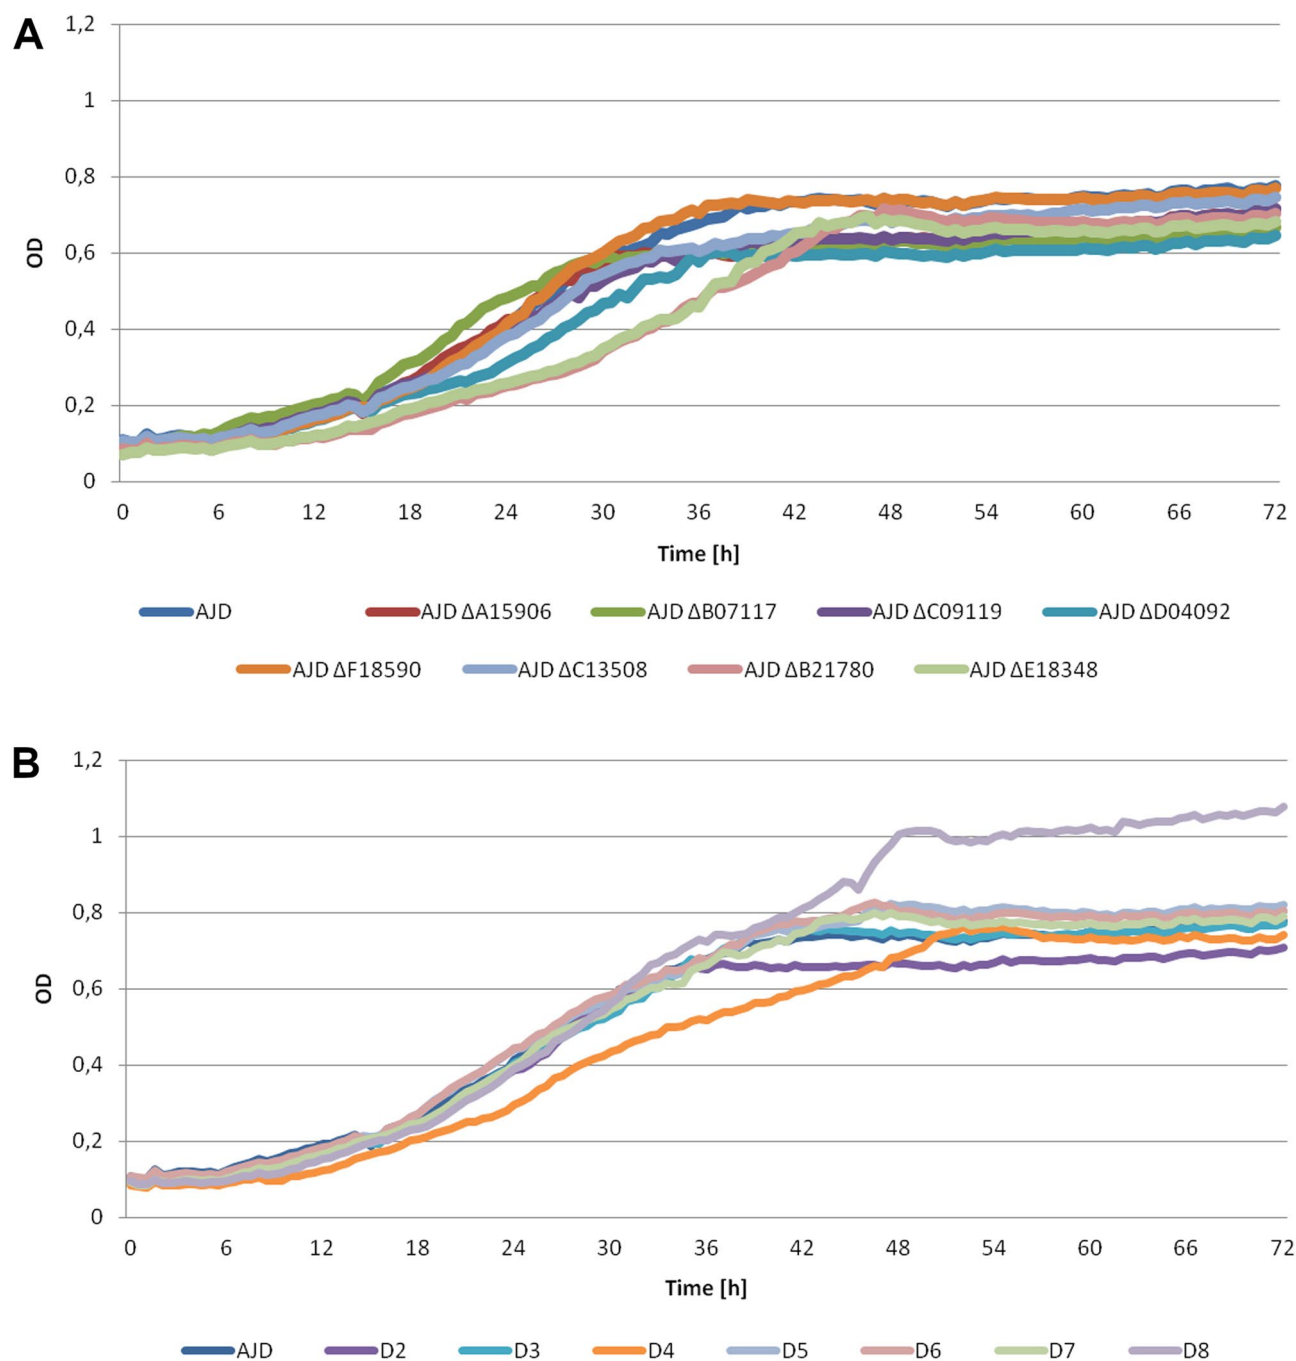 A
1,2
1
0,8
0,6
0,4
0,2
0
OD
0 6 12 18 24 30 36 42 48 54 60 66 72
Time [h]
AJD AJD ΔA15906 AJD ΔB07117 AJD ΔC09119 AJD ΔD04092
AJD ΔF18590 AJD ΔC13508 AJD ΔB21780 AJD ΔE18348
B
1,2
1
0,8
0,6
0,4
0,2
0
OD
0 6 12 18 24 30 36 42 48 54 60 66 72
Time [h]
AJD D2 D3 D4 D5 D6 D7 D8